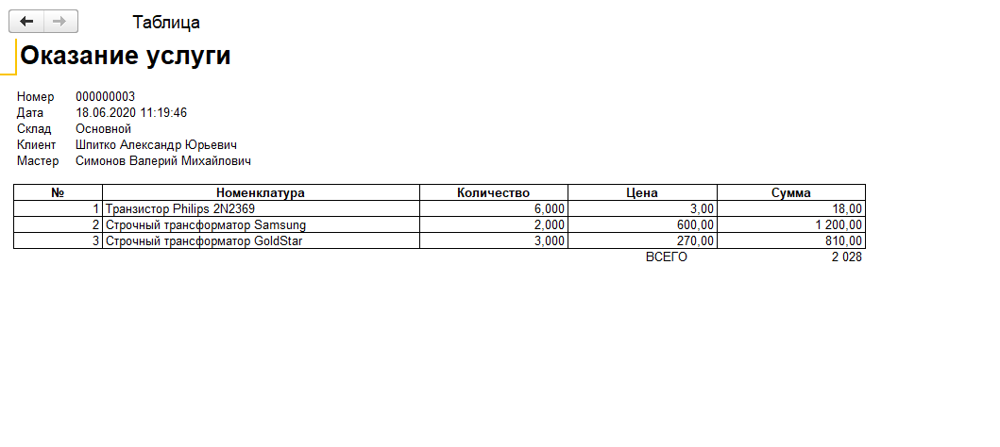 Таблица
Оказание услуги
Номер 000000003
Дата 18.06.2020 11:19:46
Склад Основной
Клиент Шпитко Александр Юрьевич
Мастер Симонов Валерий Михайлович
№ Номенклатура Количество Цена Сумма
1 Транзистор Philips 2N2369 6,000 3,00 18,00
2 Строчный трансформатор Samsung 2,000 600,00 1 200,00
3 Строчный трансформатор GoldStar 3,000 270,00 810,00
ВСЕГО 2 028